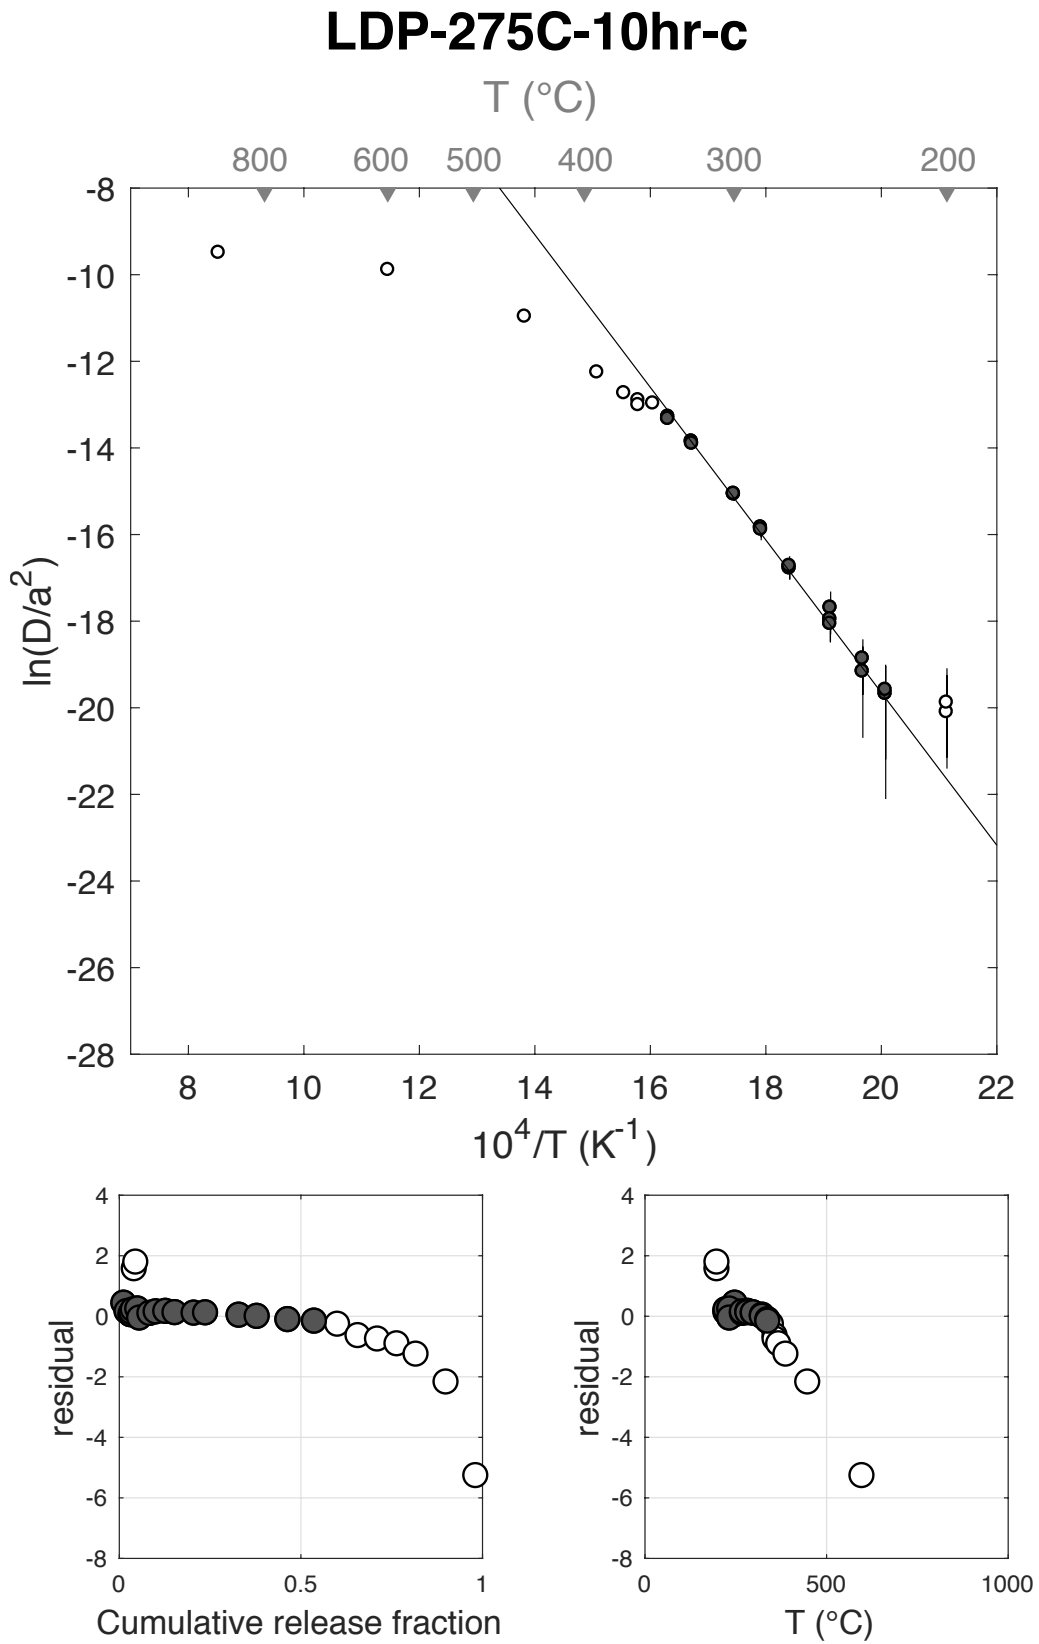 LDP-275C-10hr-c
T (°C)
800 600 500 400 300 200
-8
-10
-12
-14
-16
-18
-20
-22
-24
-26
-28
ln(D/a²)
8 10 12 14 16 18 20 22
10⁴/T (K⁻¹)
4
2
0
-2
-4
-6
-8
residual
0 0.5 1
Cumulative release fraction
4
2
0
-2
-4
-6
-8
residual
0 500 1000
T (°C)